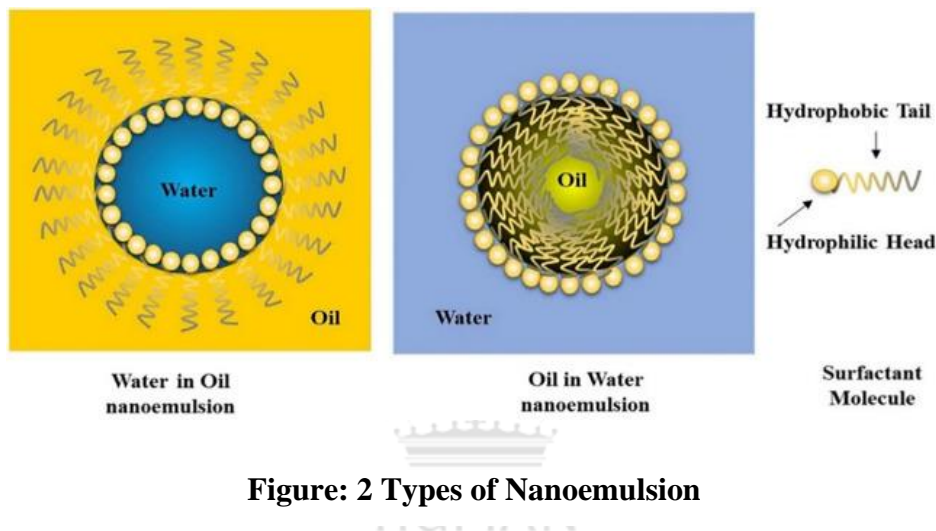 Water
Oil
Water in Oil
nanoemulsion
Oil
Water
Oil in Water
nanoemulsion
Hydrophobic Tail
Hydrophilic Head
Surfactant
Molecule
Figure: 2 Types of Nanoemulsion